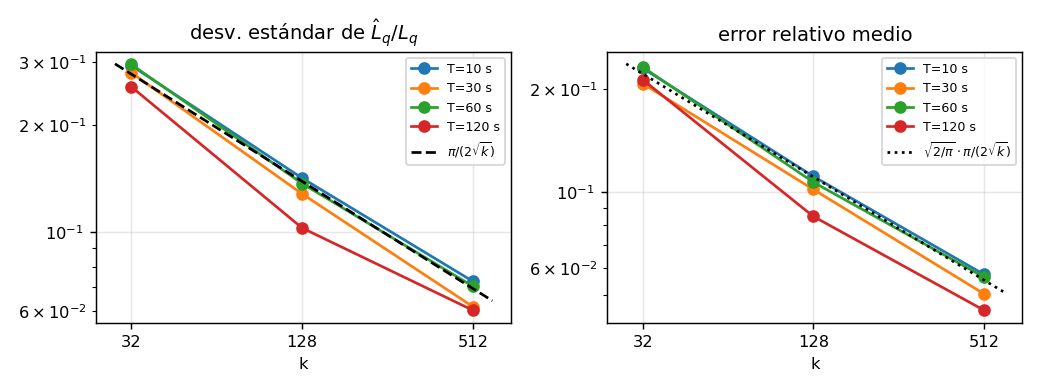 desv. estándar de L̂_q/L_q
3 × 10⁻¹
2 × 10⁻¹
10⁻¹
6 × 10⁻²
32
128
512
k
T=10 s
T=30 s
T=60 s
T=120 s
π/(2√k)
error relativo medio
2 × 10⁻¹
10⁻¹
6 × 10⁻²
32
128
512
k
T=10 s
T=30 s
T=60 s
T=120 s
√2/π · π/(2√k)